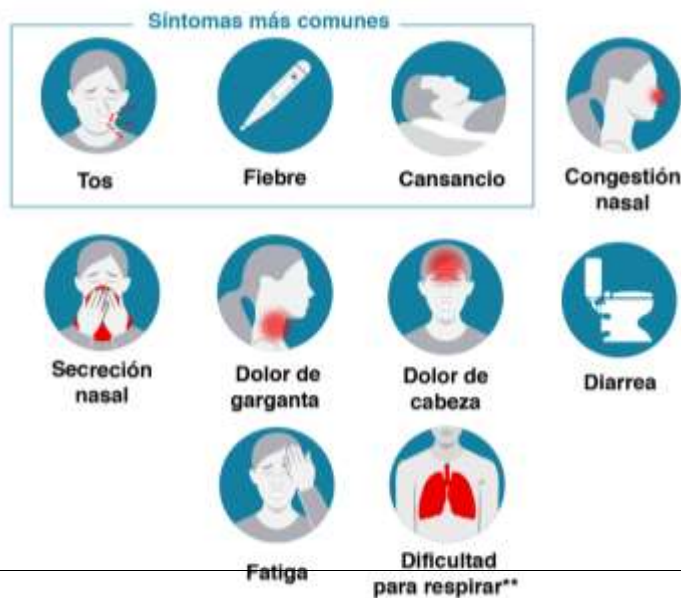 Síntomas más comunes
Tos
Fiebre
Cansancio
Congestión
nasal
Secreción
nasal
Dolor de
garganta
Dolor de
cabeza
Diarrea
Fatiga
Dificultad
para respirar**